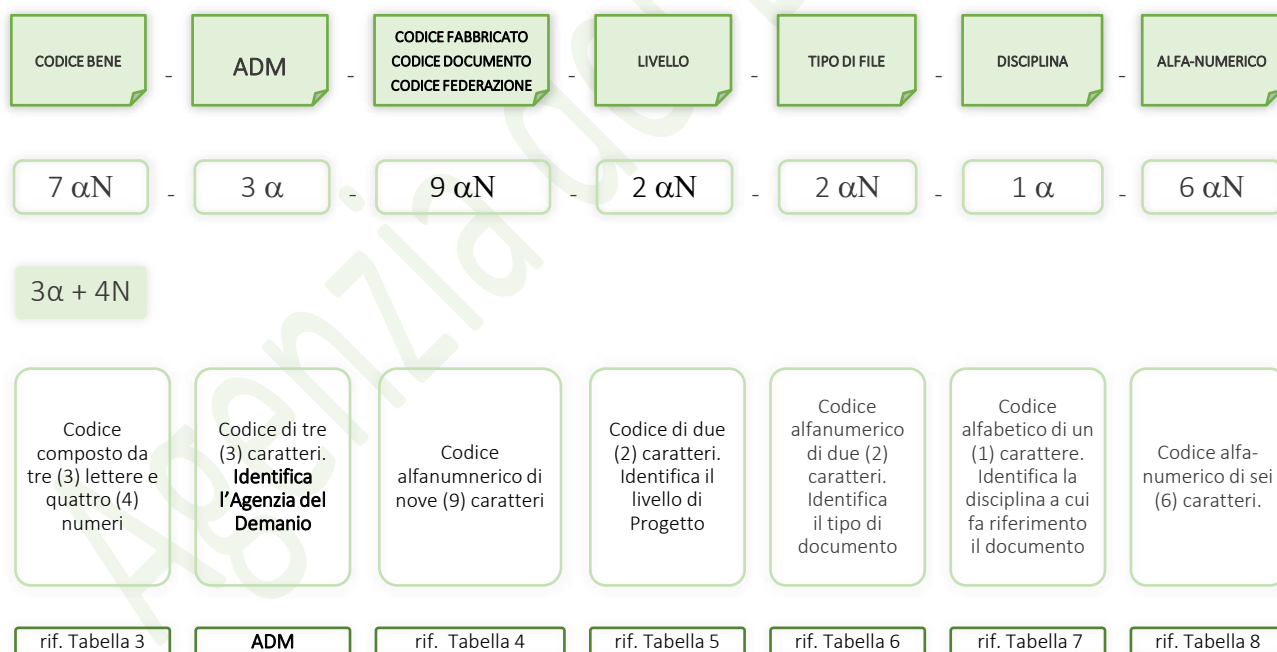 CODICE BENE - ADM - CODICE FABBRICATO
CODICE DOCUMENTO
CODICE FEDERAZIONE - LIVELLO - TIPO DI FILE - DISCIPLINA - ALFA-NUMERICO
7 αN - 3 α - 9 αN - 2 αN - 2 αN - 1 α - 6 αN
3α + 4N
Codice
composto da
tre (3) lettere e
quattro (4)
numeri
Codice di tre
(3) caratteri.
Identifica
l'Agenzia del
Demanio
Codice
alfanumnerico di
nove (9) caratteri
Codice di due
(2) caratteri.
Identifica il
livello di
Progetto
Codice
alfanumerico
di due (2)
caratteri.
Identifica
il tipo di
documento
Codice
alfabetico di un
(1) carattere.
Identifica la
disciplina a cui
fa riferimento
il documento
Codice alfa-
numerico di sei
(6) caratteri.
rif. Tabella 3
ADM
rif. Tabella 4
rif. Tabella 5
rif. Tabella 6
rif. Tabella 7
rif. Tabella 8
Agenzia